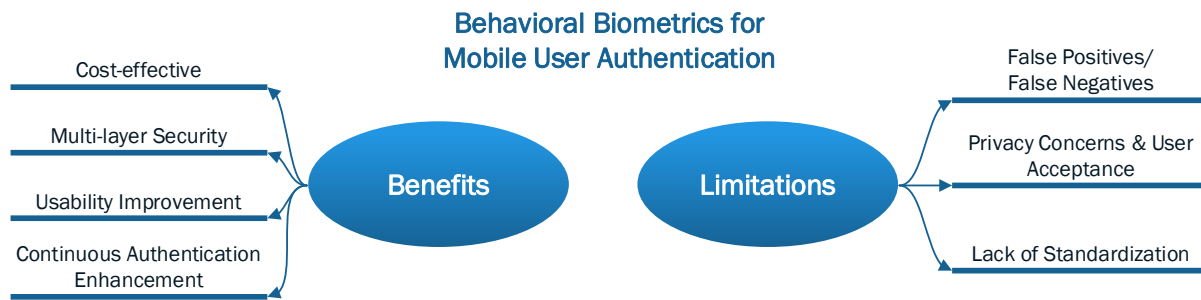 Behavioral Biometrics for
Mobile User Authentication
Cost-effective
Multi-layer Security
Usability Improvement
Continuous Authentication
Enhancement
Benefits
Limitations
False Positives/
False Negatives
Privacy Concerns & User
Acceptance
Lack of Standardization